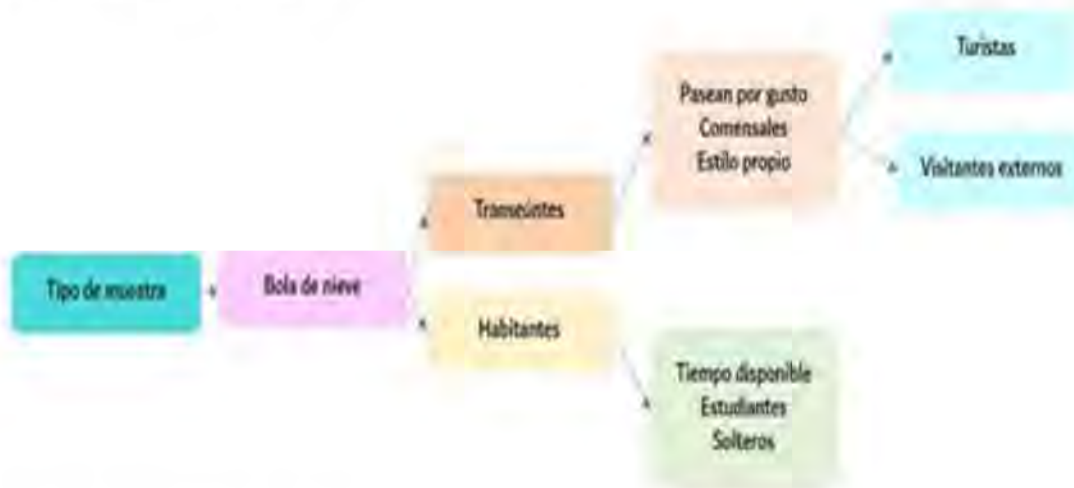 Tipo de muestra
Bola de nieve
Transeúntes
Habitantes
Pasean por gusto
Comensales
Estilo propio
Tiempo disponible
Estudiantes
Solteros
Turistas
Visitantes externos